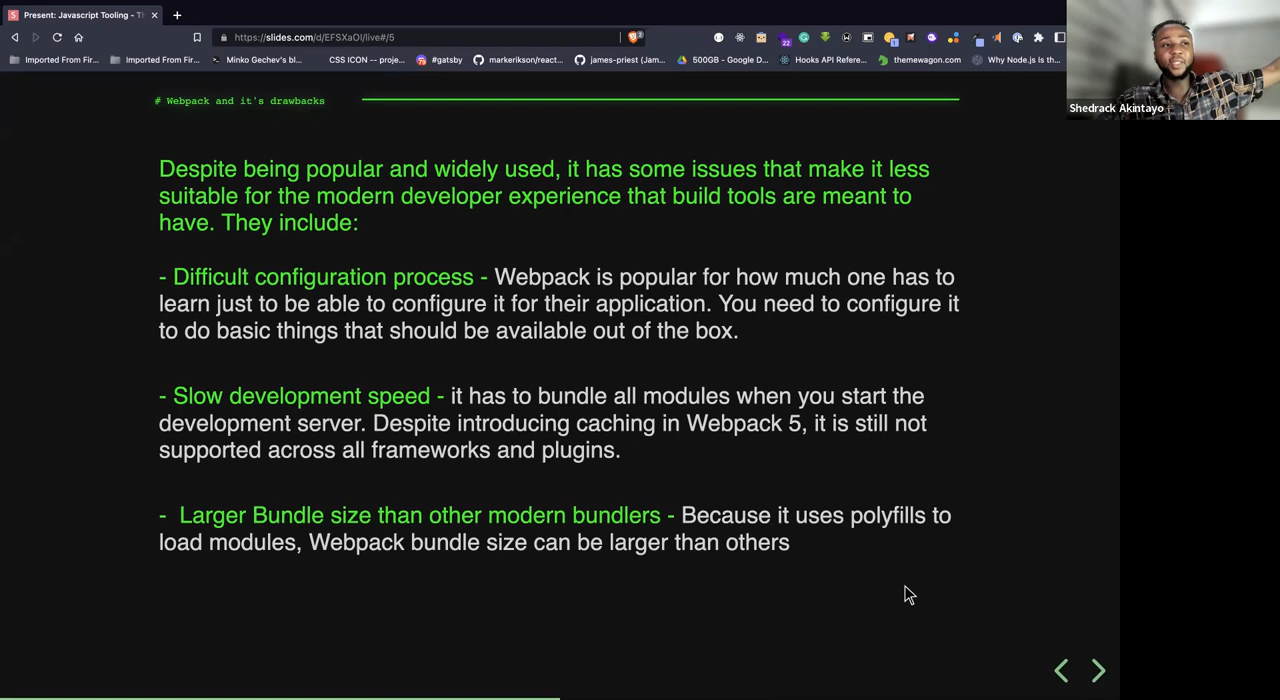 Present: Javascript Tooling - Th
https://slides.com/d/EFSXaOI/live#/5
2
22
1
Imported From Fir...
Imported From Fir...
Minko Gechev's bl...
CSS ICON -- proje...
73
#gatsby
markerikson/react...
james-priest (Jam...
500GB - Google D...
Hooks API Refere...
themewagon.com
Why Node.js Is th...
Shedrack Akintayo
# Webpack and it's drawbacks
Despite being popular and widely used, it has some issues that make it less
suitable for the modern developer experience that build tools are meant to
have. They include:
- Difficult configuration process - Webpack is popular for how much one has to
learn just to be able to configure it for their application. You need to configure it
to do basic things that should be available out of the box.
- Slow development speed - it has to bundle all modules when you start the
development server. Despite introducing caching in Webpack 5, it is still not
supported across all frameworks and plugins.
- Larger Bundle size than other modern bundlers - Because it uses polyfills to
load modules, Webpack bundle size can be larger than others